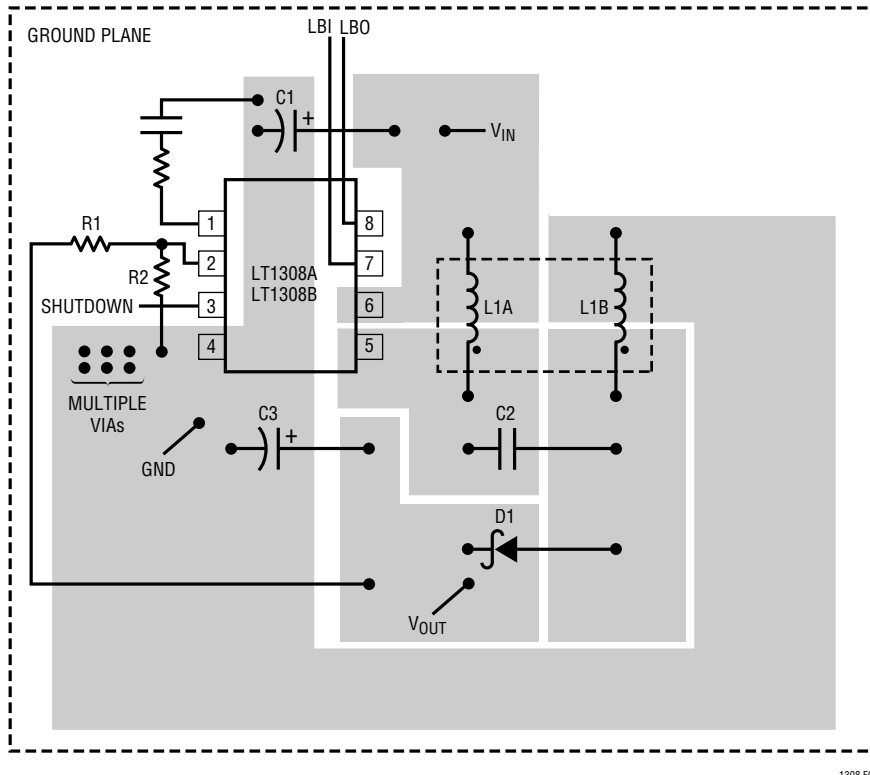 GROUND PLANE
LBI LBO
C1
+
VIN
1
8
R1
2
7
R2
LT1308A
LT1308B
SHUTDOWN
3
6
L1A
L1B
4
5
MULTIPLE
VIAs
C3
+
C2
GND
D1
VOUT